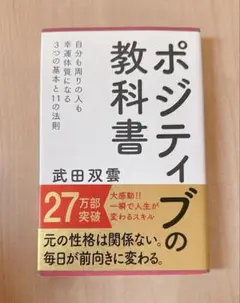 ポジティブの
教科書
自分も周りの人も
幸運体質になる
3つの基本と11の法則
武田双雲
27万部
突破
大感動!!
一瞬で人生が
変わるスキル
元の性格は関係ない。
毎日が前向きに変わる。